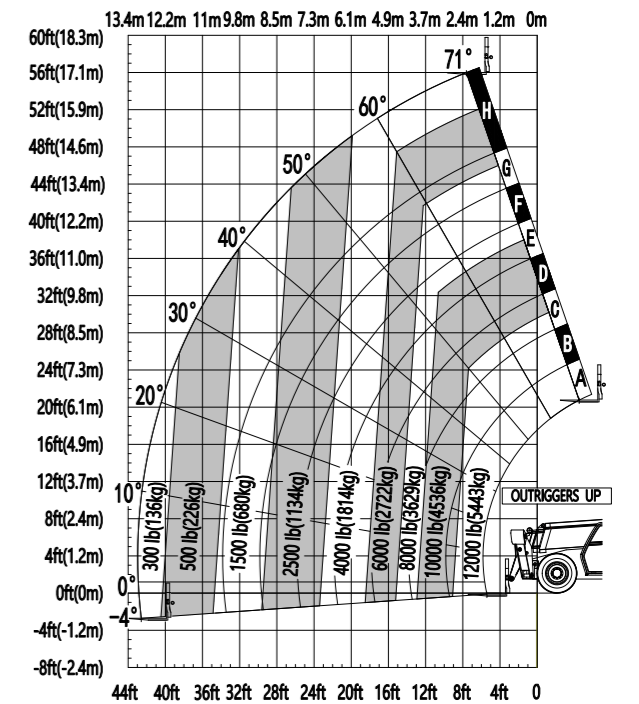 13.4m 12.2m 11m 9.8m 8.5m 7.3m 6.1m 4.9m 3.7m 2.4m 1.2m 0m
60ft(18.3m)
56ft(17.1m)
52ft(15.9m)
48ft(14.6m)
44ft(13.4m)
40ft(12.2m)
36ft(11.0m)
32ft(9.8m)
28ft(8.5m)
24ft(7.3m)
20ft(6.1m)
16ft(4.9m)
12ft(3.7m)
8ft(2.4m)
4ft(1.2m)
0ft(0m)
-4ft(-1.2m)
-8ft(-2.4m)
71°
60°
50°
40°
30°
20°
10°
0°
-4°
H
G
F
E
D
C
B
A
300 lb(136kg)
500 lb(226kg)
1500 lb(680kg)
2500 lb(1134kg)
4000 lb(1814kg)
6000 lb(2722kg)
8000 lb(3629kg)
10000 lb(4536kg)
12000 lb(5443kg)
OUTRIGGERS UP
44ft 40ft 36ft 32ft 28ft 24ft 20ft 16ft 12ft 8ft 4ft 0